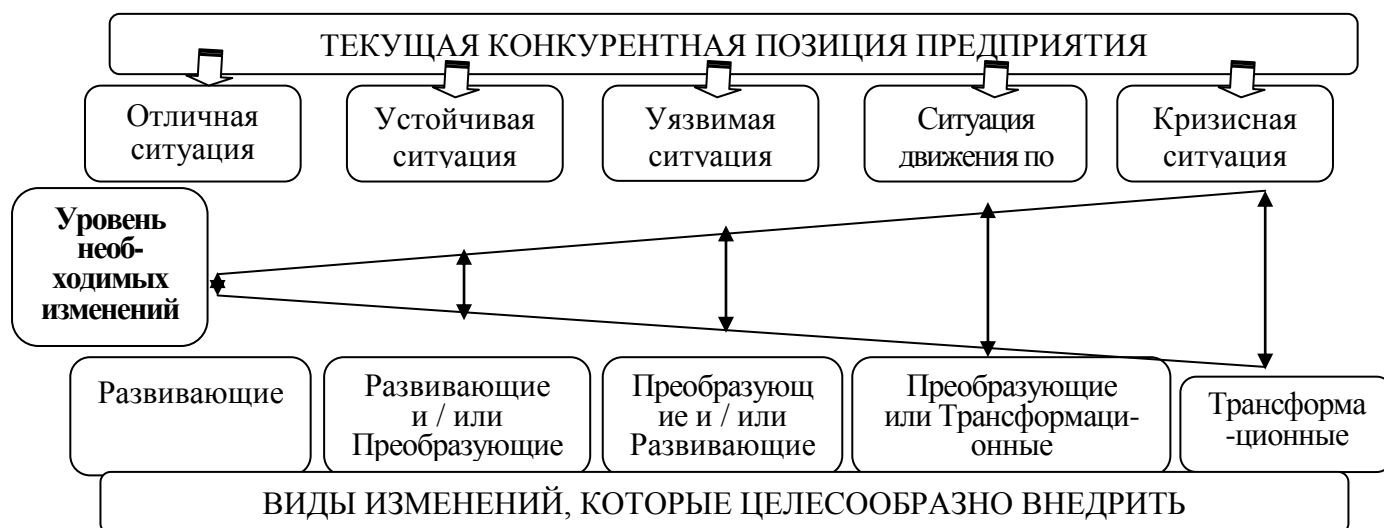 ТЕКУЩАЯ КОНКУРЕНТНАЯ ПОЗИЦИЯ ПРЕДПРИЯТИЯ
Отличная
ситуация
Устойчивая
ситуация
Уязвимая
ситуация
Ситуация
движения по
Кризисная
ситуация
Уровень
необ-
ходимых
изменений
Развивающие
Развивающие
и / или
Преобразующие
Преобразующ
ие и / или
Развивающие
Преобразующие
или Трансформаци-
онные
Трансформа
-ционные
ВИДЫ ИЗМЕНЕНИЙ, КОТОРЫЕ ЦЕЛЕСООБРАЗНО ВНЕДРИТЬ